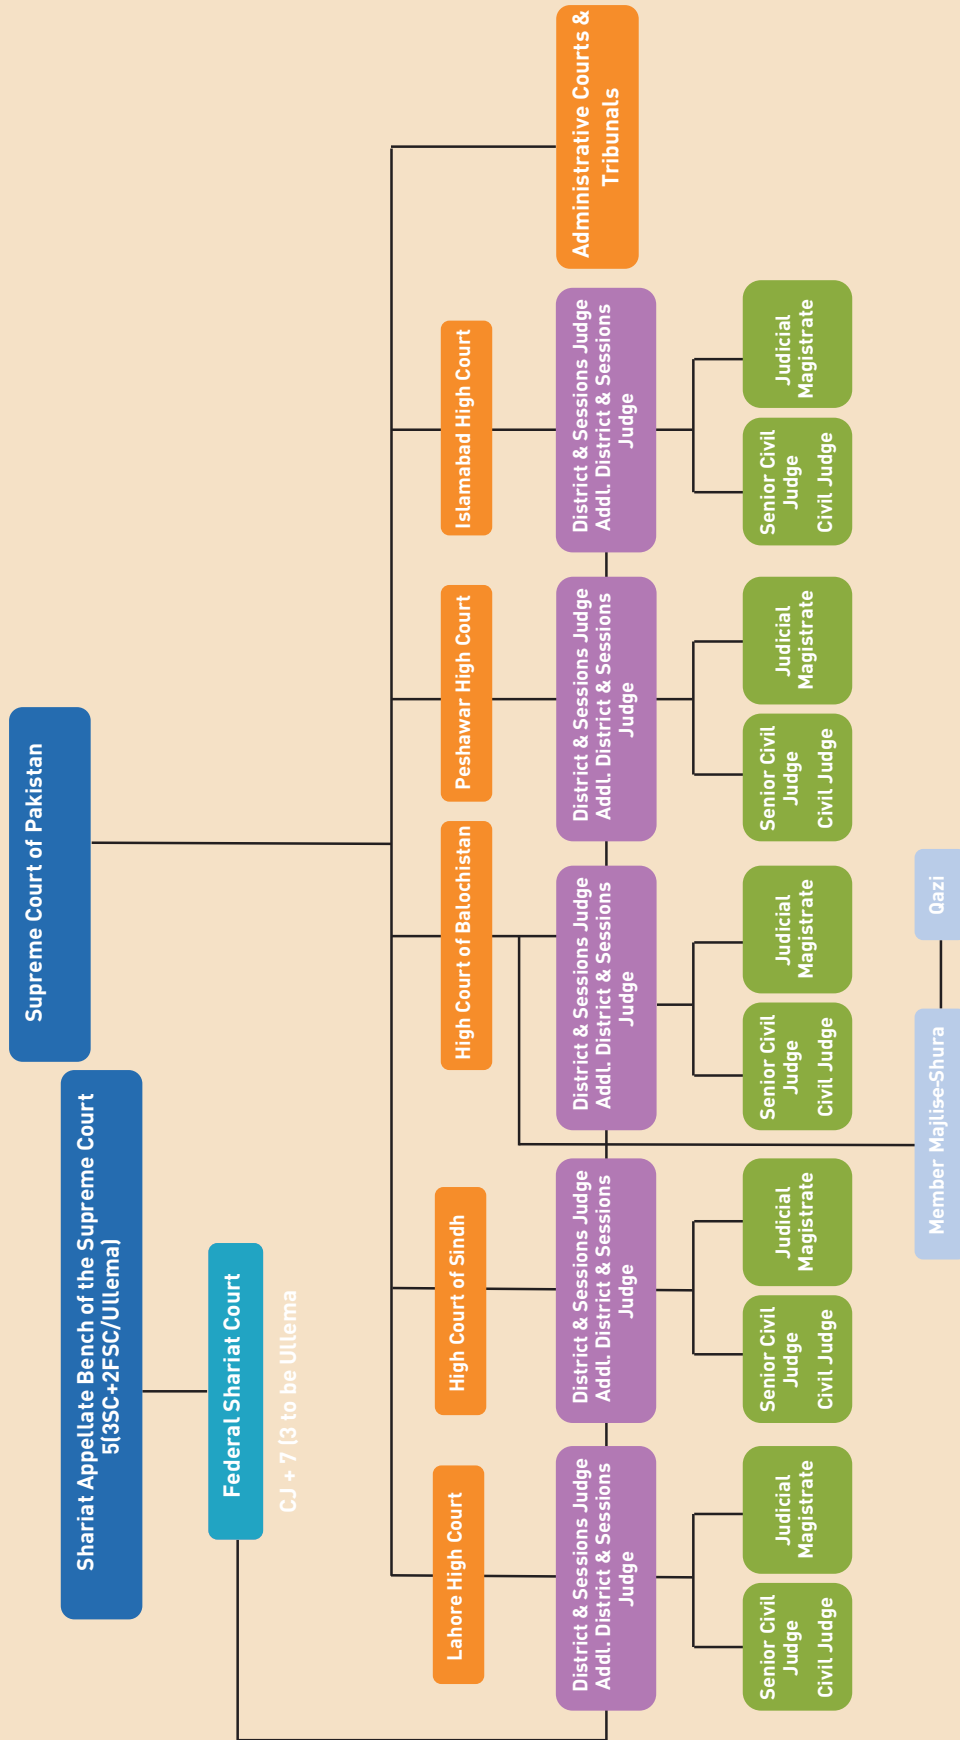 Supreme Court of Pakistan
Shariat Appellate Bench of the Supreme Court
5(3SC+2FSC/Ullema)
Federal Shariat Court
CJ + 7 (3 to be Ullema
Lahore High Court
High Court of Sindh
High Court of Balochistan
Peshawar High Court
Islamabad High Court
District & Sessions Judge
Addl. District & Sessions
Judge
District & Sessions Judge
Addl. District & Sessions
Judge
District & Sessions Judge
Addl. District & Sessions
Judge
District & Sessions Judge
Addl. District & Sessions
Judge
District & Sessions Judge
Addl. District & Sessions
Judge
Administrative Courts &
Tribunals
Senior Civil
Judge
Civil Judge
Judicial
Magistrate
Senior Civil
Judge
Civil Judge
Judicial
Magistrate
Senior Civil
Judge
Civil Judge
Judicial
Magistrate
Senior Civil
Judge
Civil Judge
Judicial
Magistrate
Senior Civil
Judge
Civil Judge
Judicial
Magistrate
Member Majlise-Shura
Qazi